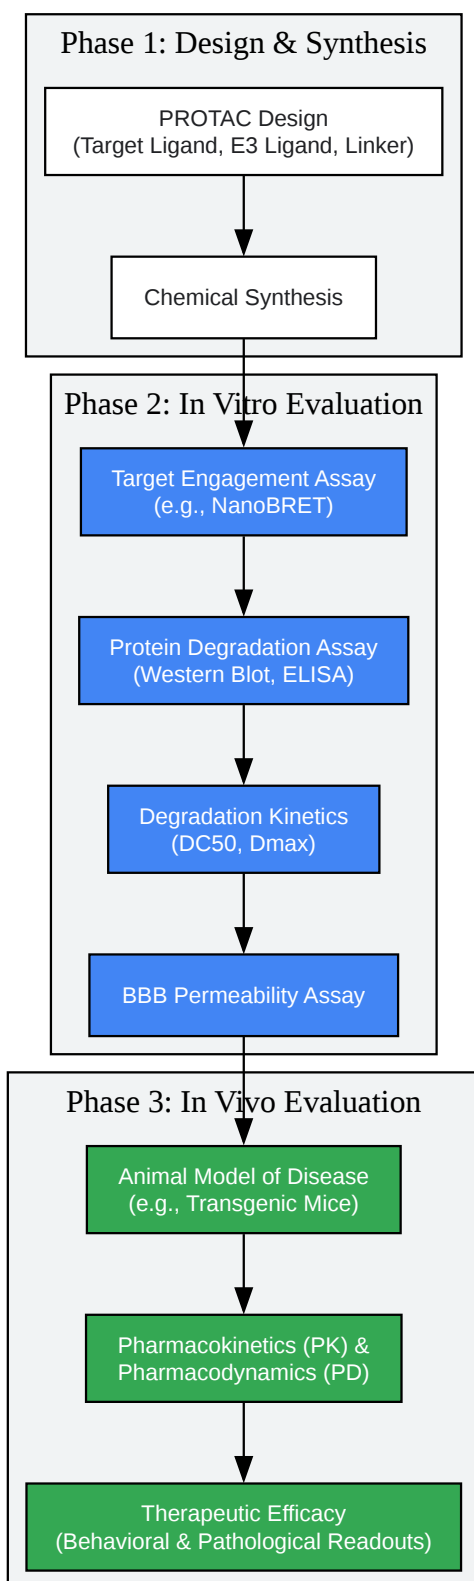 Phase 1: Design & Synthesis
PROTAC Design
(Target Ligand, E3 Ligand, Linker)
Chemical Synthesis
Phase 2: In Vitro Evaluation
Target Engagement Assay
(e.g., NanoBRET)
Protein Degradation Assay
(Western Blot, ELISA)
Degradation Kinetics
(DC50, Dmax)
BBB Permeability Assay
Phase 3: In Vivo Evaluation
Animal Model of Disease
(e.g., Transgenic Mice)
Pharmacokinetics (PK) &
Pharmacodynamics (PD)
Therapeutic Efficacy
(Behavioral & Pathological Readouts)